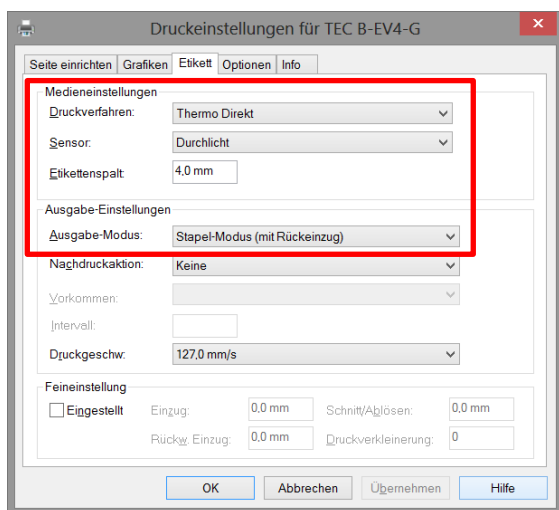 Druckeinstellungen für TEC B-EV4-G
Seite einrichten Grafiken Etikett Optionen Info
Medieneinstellungen
Druckverfahren: Thermo Direkt
Sensor: Durchlicht
Etikettenspalt: 4,0 mm
Ausgabe-Einstellungen
Ausgabe-Modus: Stapel-Modus (mit Rückeinzug)
Nachdruckaktion: Keine
Vorkommen:
Intervall:
Druckgeschw: 127,0 mm/s
Feineinstellung
Eingestellt Einzug: 0,0 mm Schnitt/Ablösen: 0,0 mm
Rückw. Einzug: 0,0 mm Druckverkleinerung: 0
OK Abbrechen Übernehmen Hilfe